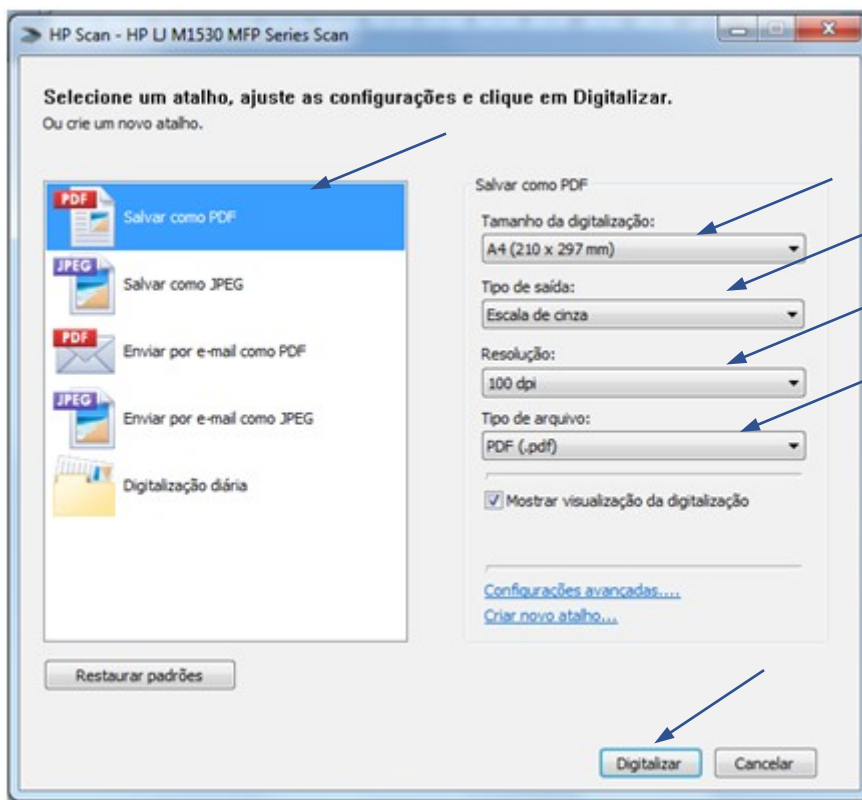 HP Scan - HP LJ M1530 MFP Series Scan
Selecione um atalho, ajuste as configurações e clique em Digitalizar.
Ou crie um novo atalho.
PDF
Salvar como PDF
JPEG
Salvar como JPEG
PDF
Enviar por e-mail como PDF
JPEG
Enviar por e-mail como JPEG
Digitalização diária
Restaurar padrões
Salvar como PDF
Tamanho da digitalização:
A4 (210 x 297 mm)
Tipo de saída:
Escala de cinza
Resolução:
100 dpi
Tipo de arquivo:
PDF (.pdf)
Mostrar visualização da digitalização
Configurações avançadas....
Criar novo atalho...
Digitalizar
Cancelar